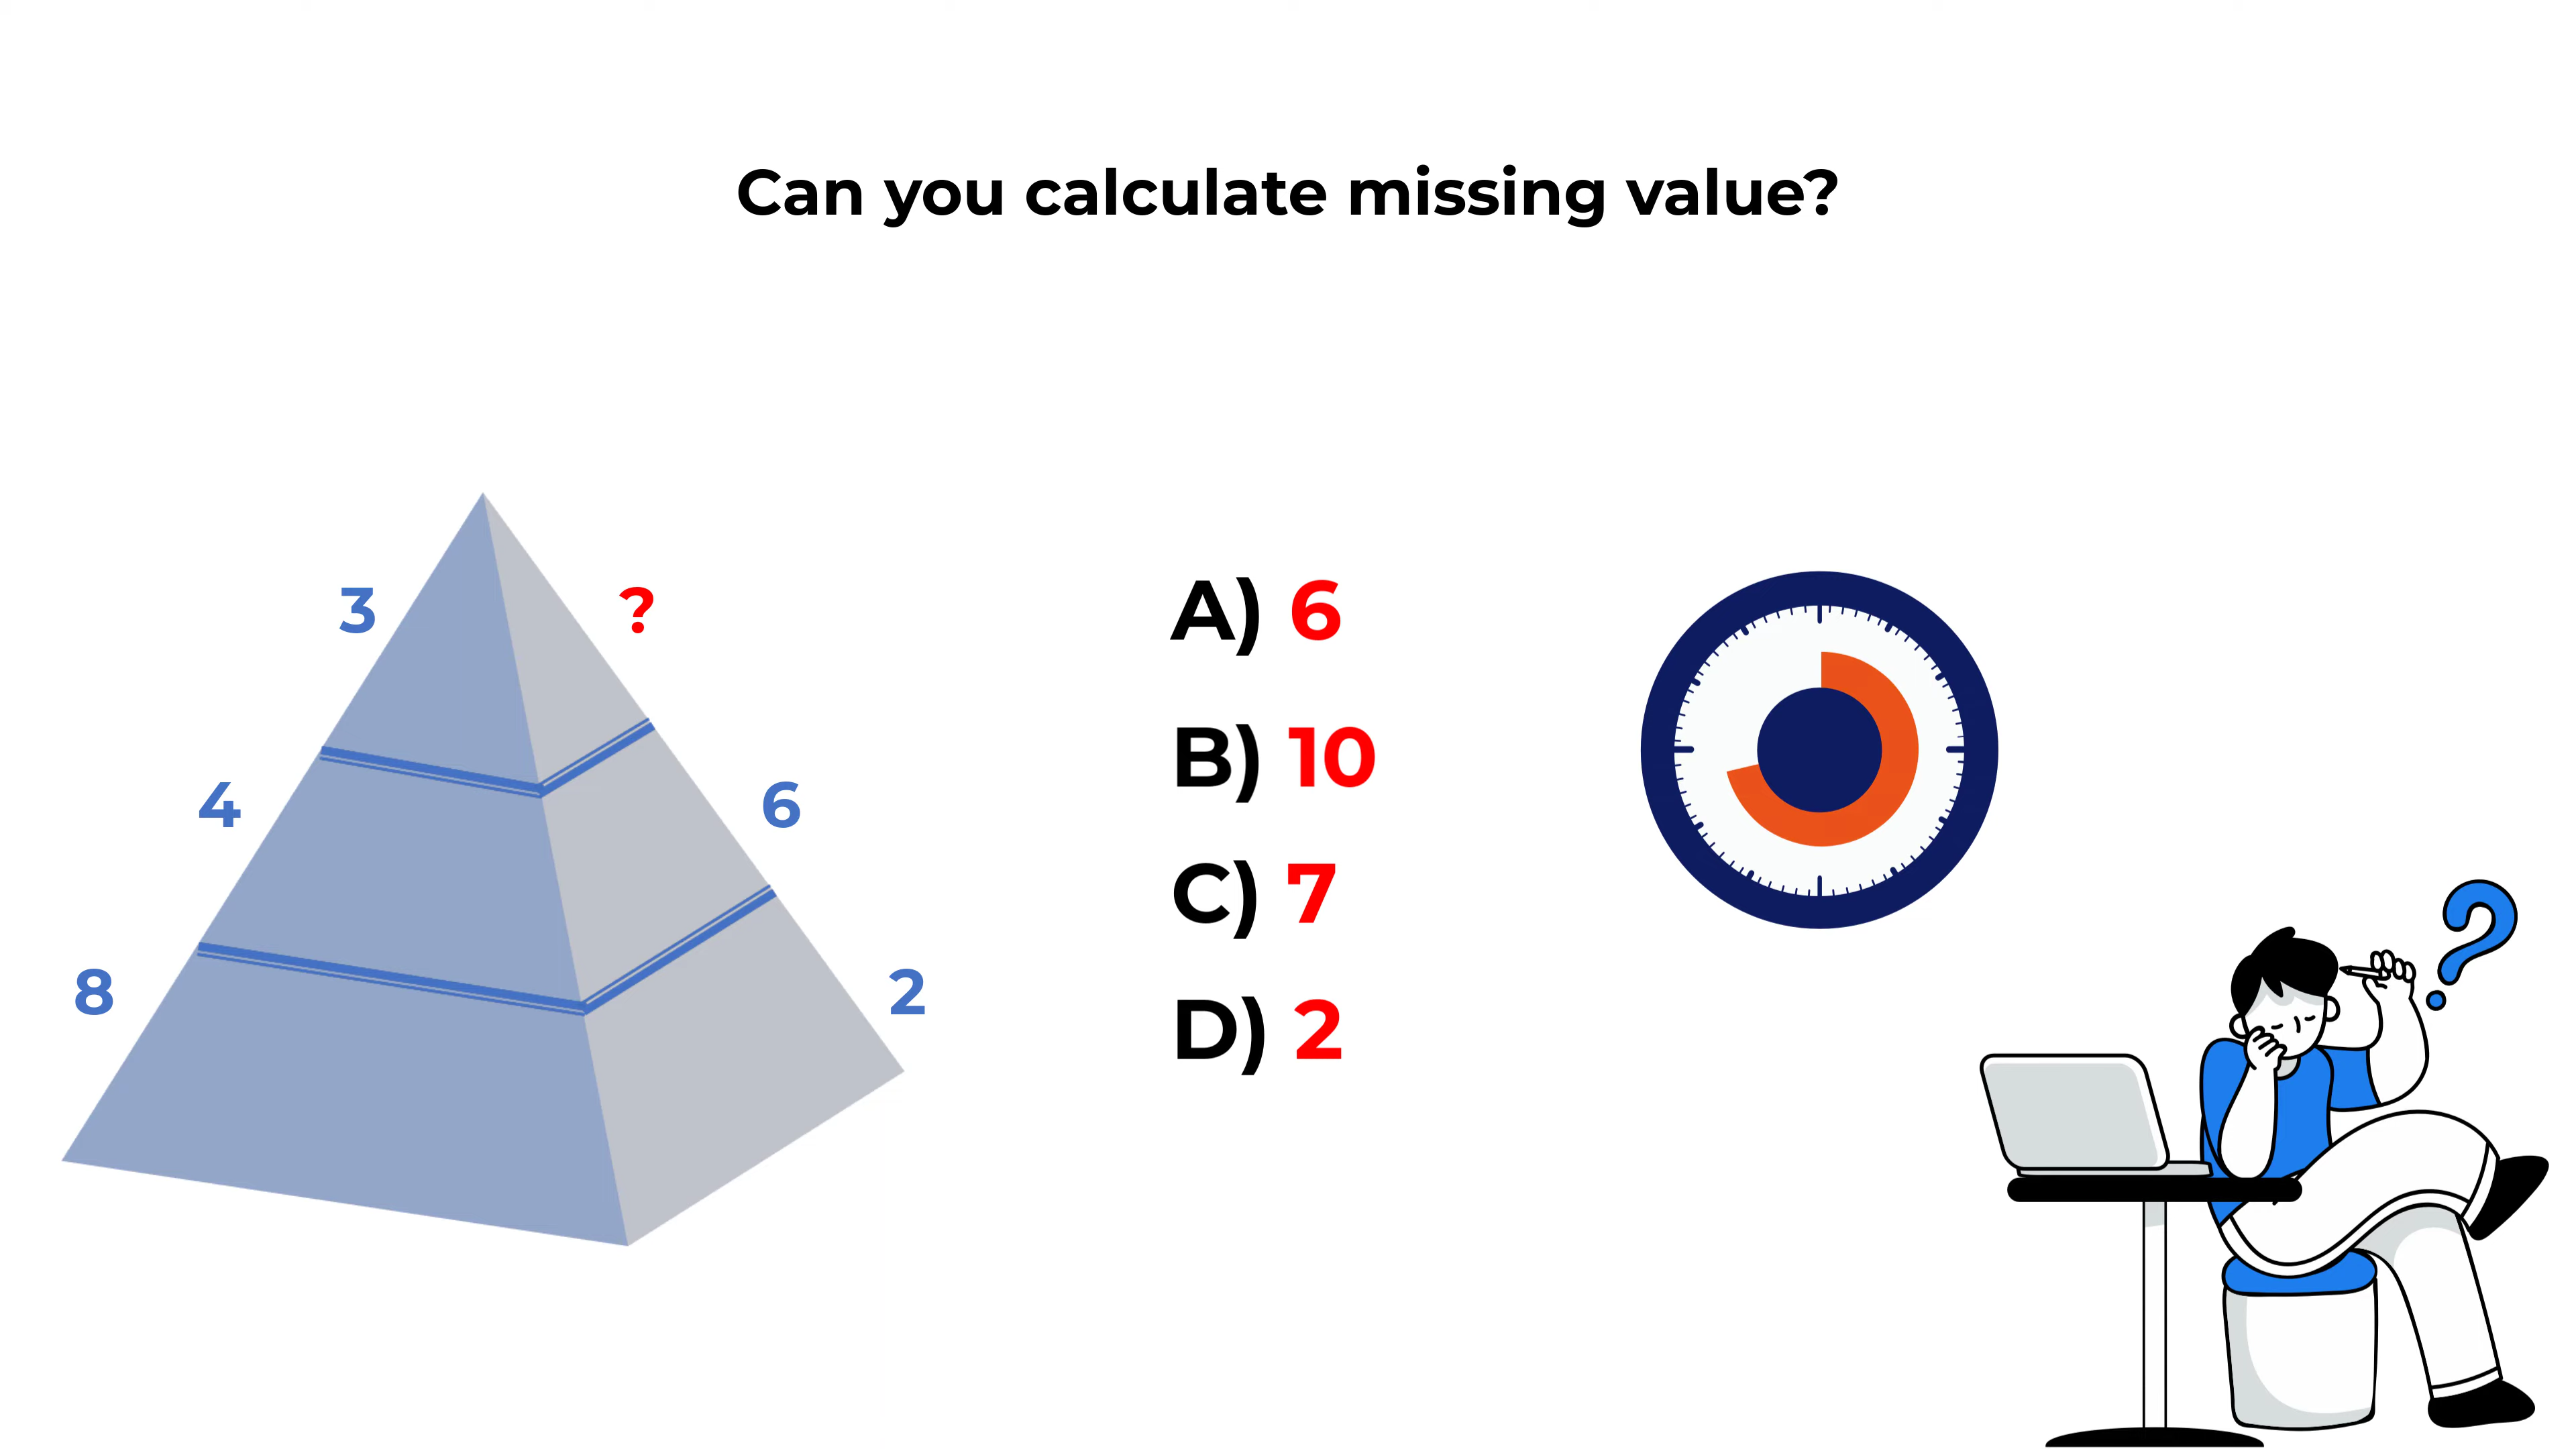 Can you calculate missing value?
3 ?
4 6
8 2
A) 6
B) 10
C) 7
D) 2
?